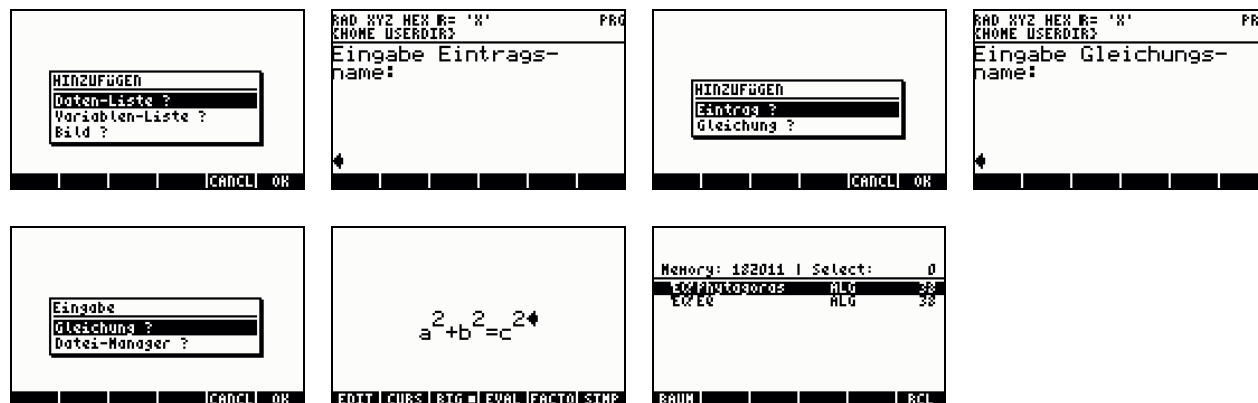 HINZUFüGEN
Daten-Liste ?
Variablen-Liste ?
Bild ?
CANCL OK
RAD XYZ HEX R= 'X' PRG
{HOME USERDIR}
Eingabe Eintrags-
name:
HINZUFüGEN
Eintrag ?
Gleichung ?
CANCL OK
RAD XYZ HEX R= 'X' PR
{HOME USERDIR}
Eingabe Gleichungs-
name:
Eingabe
Gleichung ?
Datei-Manager ?
CANCL OK
a²+b²=c²
EDIT CURS BIG ■ EVAL FACTO SIMP
Memory: 182011 | Select: 0
EQ Phytagoras ALG 38
EQ EQ ALG 38
BAUM RCL